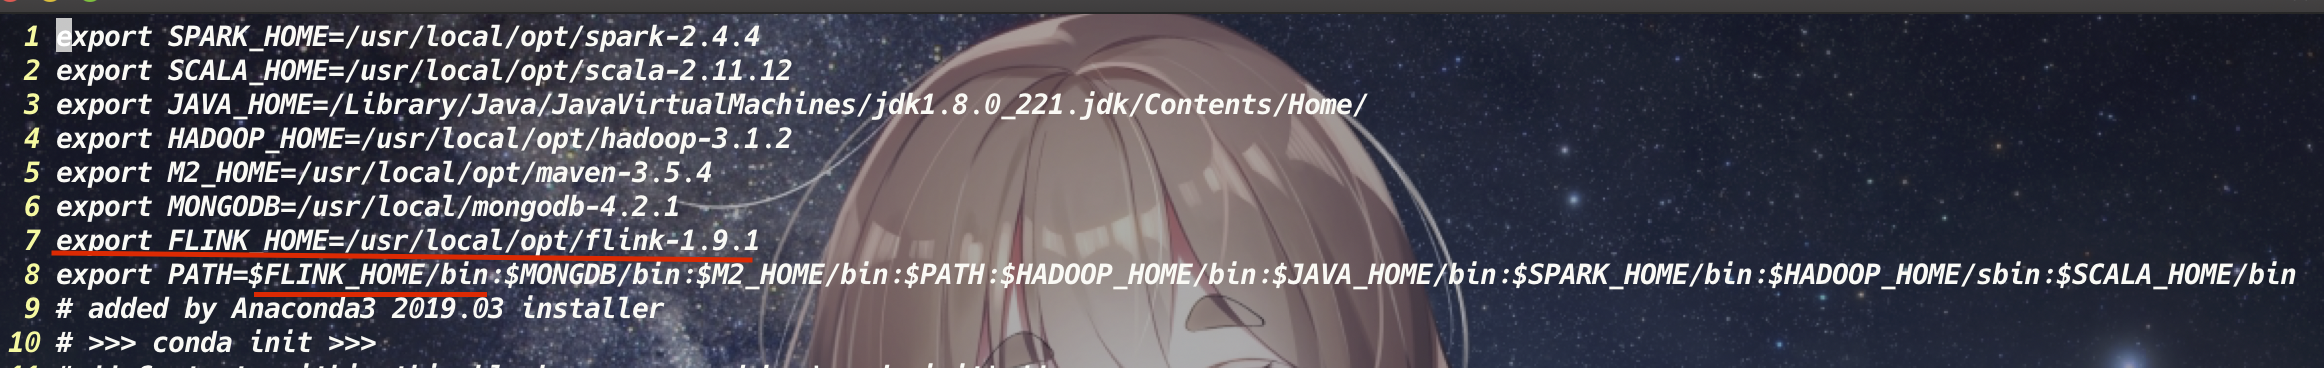 1 export SPARK_HOME=/usr/local/opt/spark-2.4.4
2 export SCALA_HOME=/usr/local/opt/scala-2.11.12
3 export JAVA_HOME=/Library/Java/JavaVirtualMachines/jdk1.8.0_221.jdk/Contents/Home/
4 export HADOOP_HOME=/usr/local/opt/hadoop-3.1.2
5 export M2_HOME=/usr/local/opt/maven-3.5.4
6 export MONGODB=/usr/local/mongodb-4.2.1
7 export FLINK_HOME=/usr/local/opt/flink-1.9.1
8 export PATH=$FLINK_HOME/bin:$MONGDB/bin:$M2_HOME/bin:$PATH:$HADOOP_HOME/bin:$JAVA_HOME/bin:$SPARK_HOME/bin:$HADOOP_HOME/sbin:$SCALA_HOME/bin
9 # added by Anaconda3 2019.03 installer
10 # >>> conda init >>>